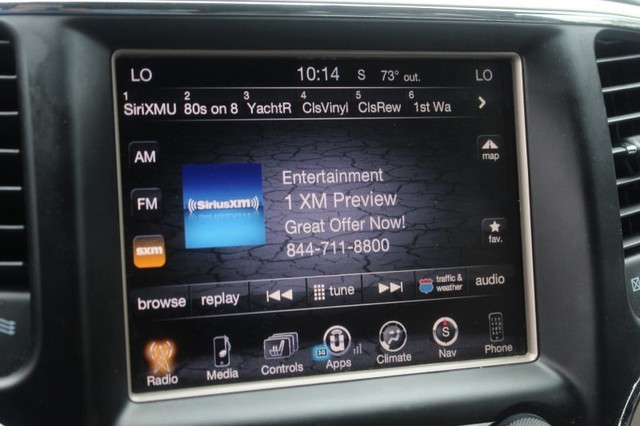 LO 10:14 S 73° out. LO
1 2 3 4 5 6
SiriXMU 80s on 8 YachtR ClsVinyl ClsRew 1st Wa
AM
map
Entertainment
((SiriusXm))
1 XM Preview
FM
Great Offer Now!
fav.
844-711-8800
sxm
browse replay tune traffic & weather audio
Radio Media Controls Apps Climate Nav Phone
U
S